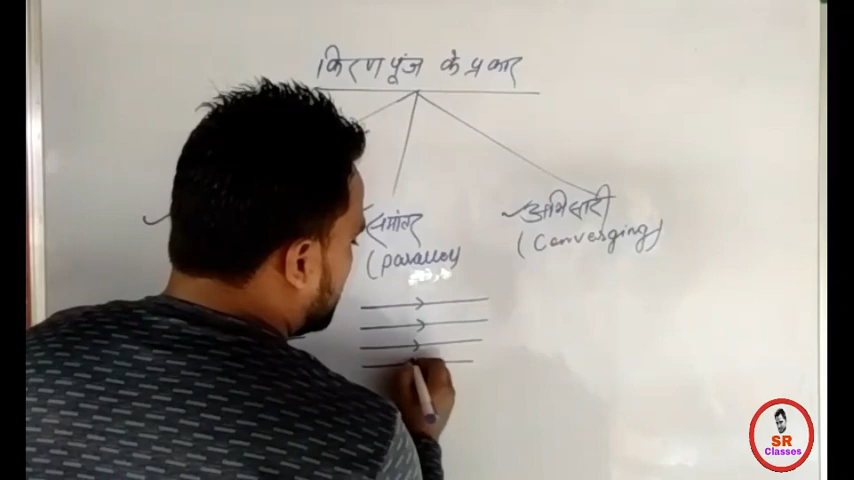 किरण पूंज के प्रकार
समांतर
(parallel)
अभिसारी
(Converging)
SR
Classes